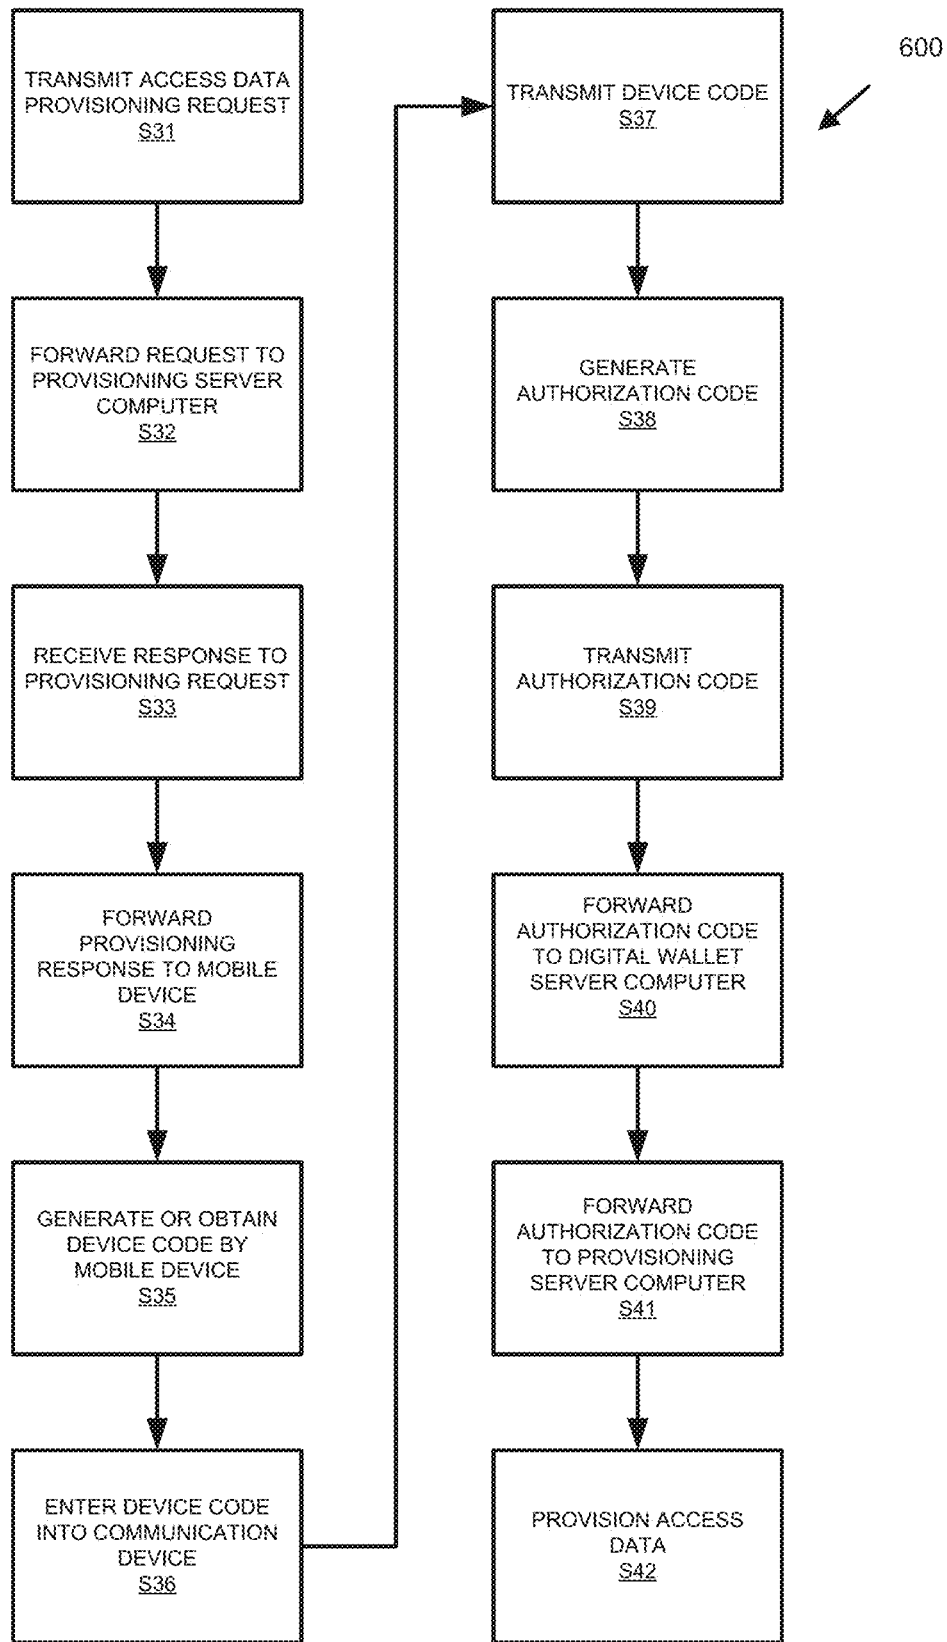 600
TRANSMIT ACCESS DATA
PROVISIONING REQUEST
S31
FORWARD REQUEST TO
PROVISIONING SERVER
COMPUTER
S32
RECEIVE RESPONSE TO
PROVISIONING REQUEST
S33
FORWARD
PROVISIONING
RESPONSE TO MOBILE
DEVICE
S34
GENERATE OR OBTAIN
DEVICE CODE BY
MOBILE DEVICE
S35
ENTER DEVICE CODE
INTO COMMUNICATION
DEVICE
S36
TRANSMIT DEVICE CODE
S37
GENERATE
AUTHORIZATION CODE
S38
TRANSMIT
AUTHORIZATION CODE
S39
FORWARD
AUTHORIZATION CODE
TO DIGITAL WALLET
SERVER COMPUTER
S40
FORWARD
AUTHORIZATION CODE
TO PROVISIONING
SERVER COMPUTER
S41
PROVISION ACCESS
DATA
S42